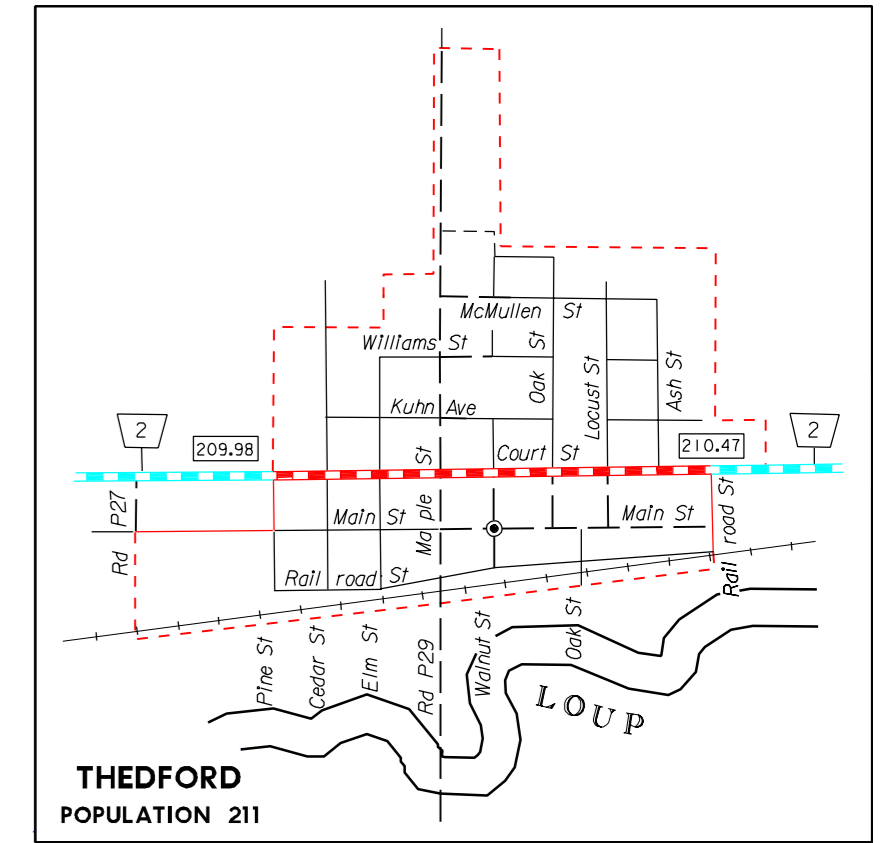 McMullen St
Williams St
Oak St
Locust St
Ash St
Kuhn Ave
2
2
209.98
Maple St
Court St
210.47
Rd P27
Main St
Main St
Rail road St
Rail road St
Pine St
Cedar St
Elm St
Rd P29
Walnut St
Oak St
LOUP
THEDFORD
POPULATION 211